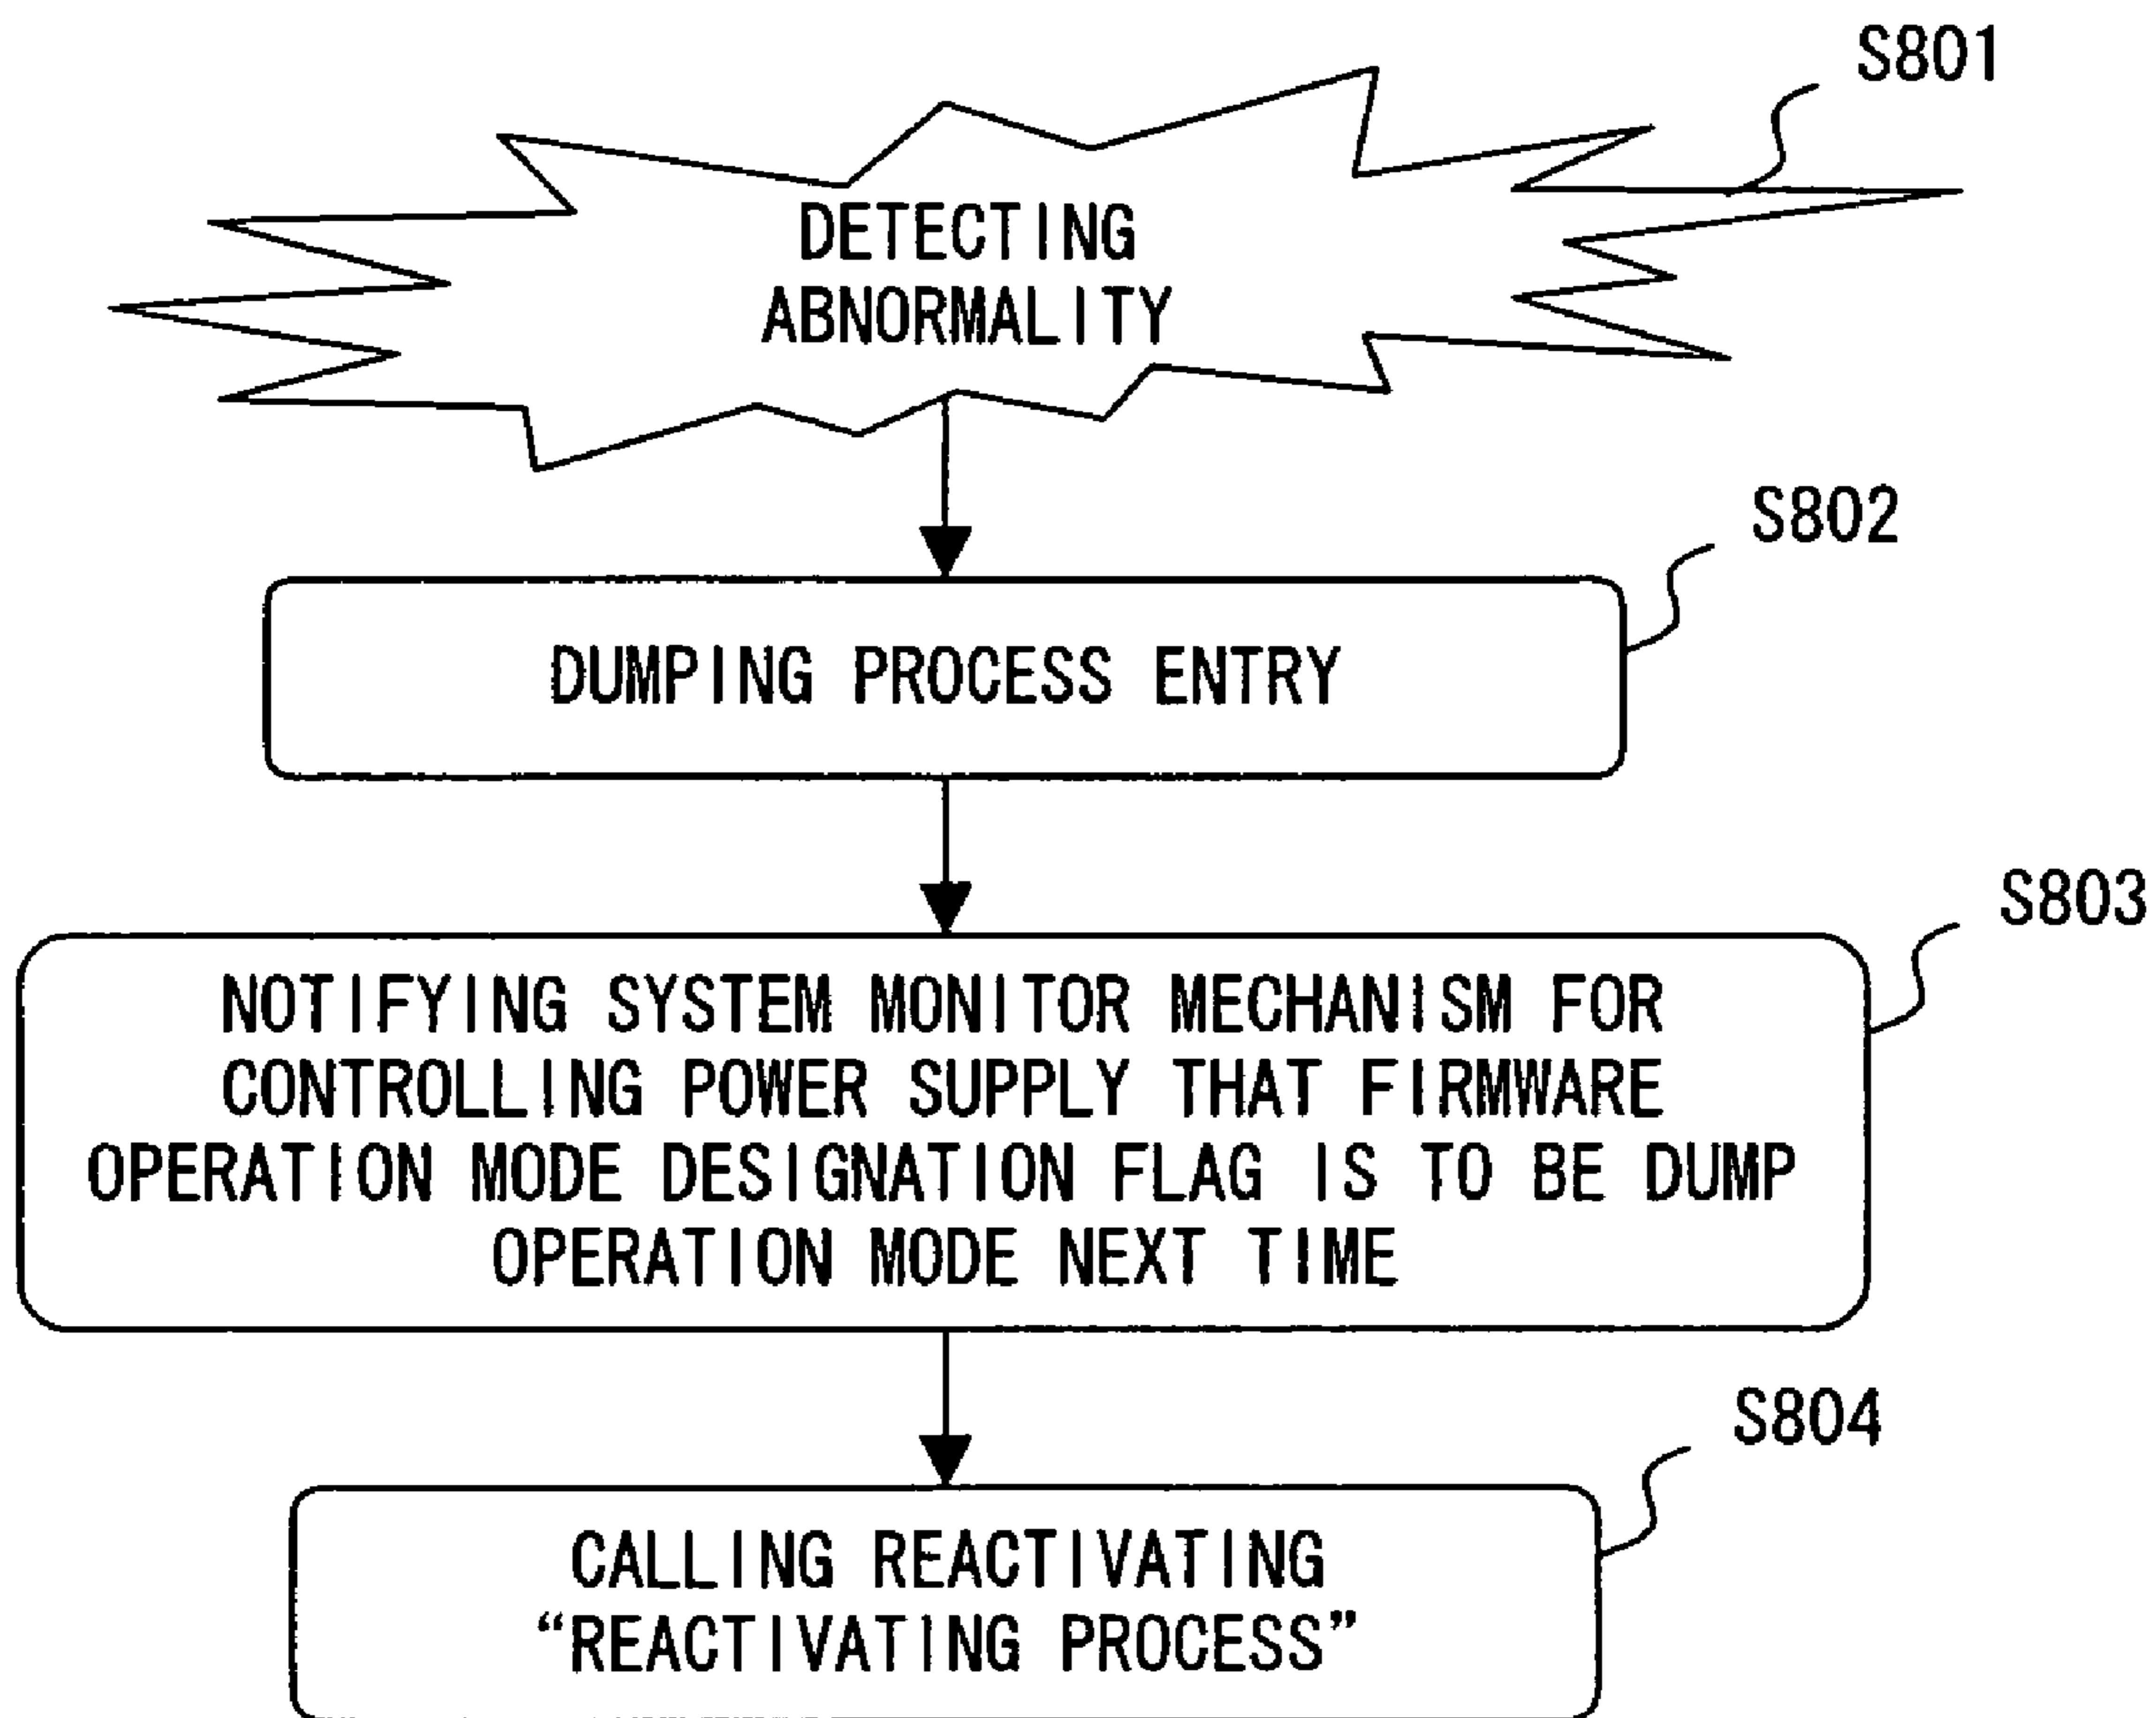 S801
DETECTING
ABNORMALITY
S802
DUMPING PROCESS ENTRY
S803
NOTIFYING SYSTEM MONITOR MECHANISM FOR
CONTROLLING POWER SUPPLY THAT FIRMWARE
OPERATION MODE DESIGNATION FLAG IS TO BE DUMP
OPERATION MODE NEXT TIME
S804
CALLING REACTIVATING
“REACTIVATING PROCESS”